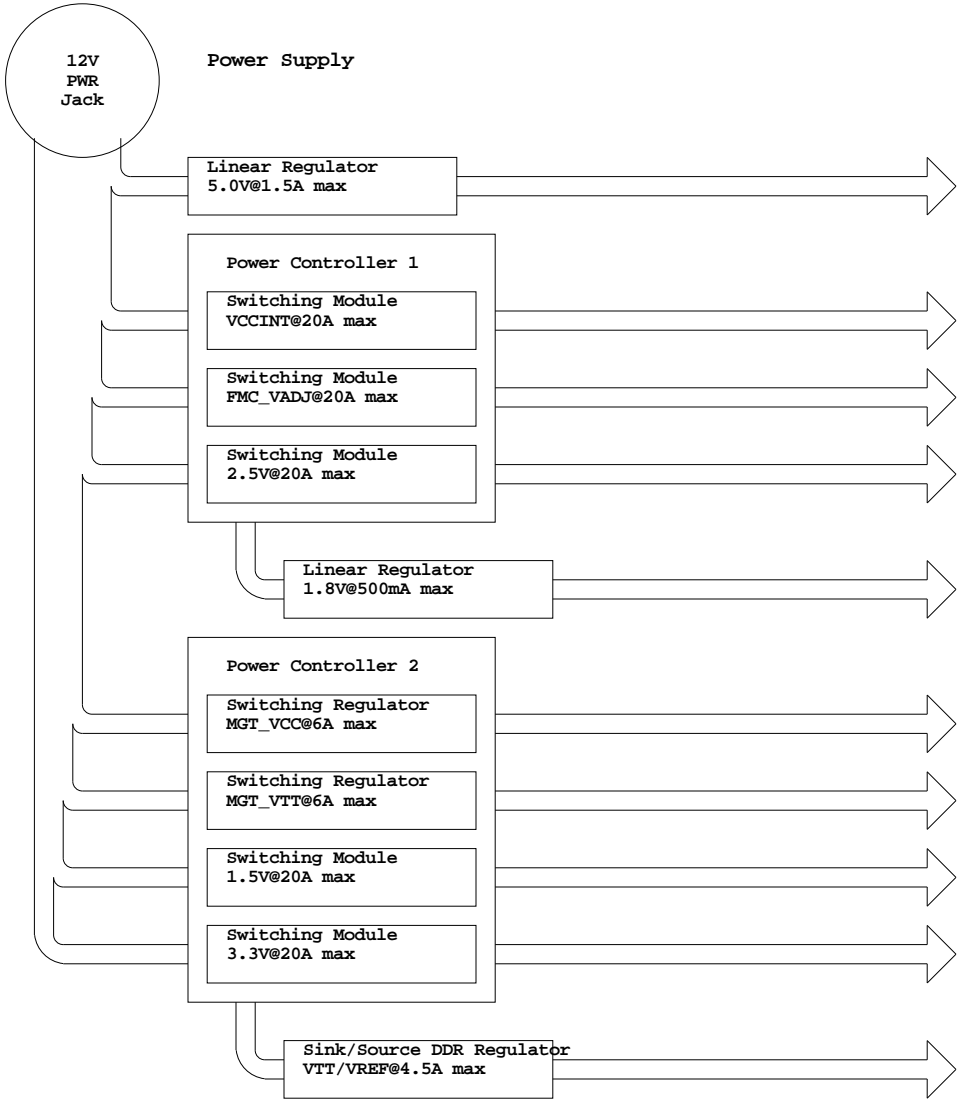 12V
PWR
Jack
Power Supply
Linear Regulator
5.0V@1.5A max
Power Controller 1
Switching Module
VCCINT@20A max
Switching Module
FMC_VADJ@20A max
Switching Module
2.5V@20A max
Linear Regulator
1.8V@500mA max
Power Controller 2
Switching Regulator
MGT_VCC@6A max
Switching Regulator
MGT_VTT@6A max
Switching Module
1.5V@20A max
Switching Module
3.3V@20A max
Sink/Source DDR Regulator
VTT/VREF@4.5A max